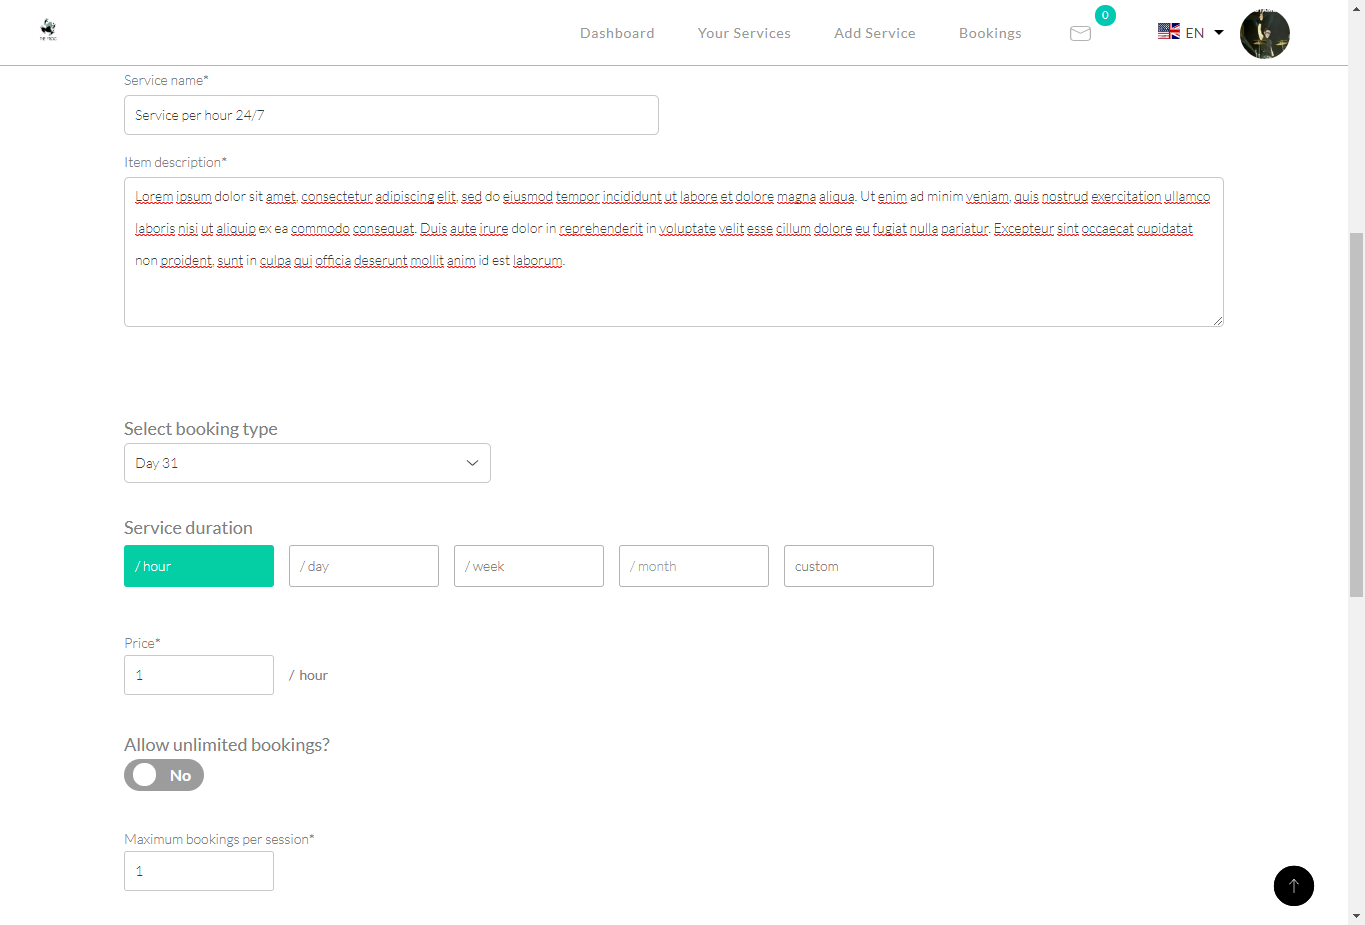 Dashboard
Your Services
Add Service
Bookings
0
EN
Service name*
Service per hour 24/7
Item description*
Lorem ipsum dolor sit amet, consectetur adipiscing elit, sed do eiusmod tempor incididunt ut labore et dolore magna aliqua. Ut enim ad minim veniam, quis nostrud exercitation ullamco
laboris nisi ut aliquip ex ea commodo consequat. Duis aute irure dolor in reprehenderit in voluptate velit esse cillum dolore eu fugiat nulla pariatur. Excepteur sint occaecat cupidatat
non proident, sunt in culpa qui officia deserunt mollit anim id est laborum.
Select booking type
Day 31
Service duration
/ hour
/ day
/ week
/ month
custom
Price*
1
/ hour
Allow unlimited bookings?
No
Maximum bookings per session*
1